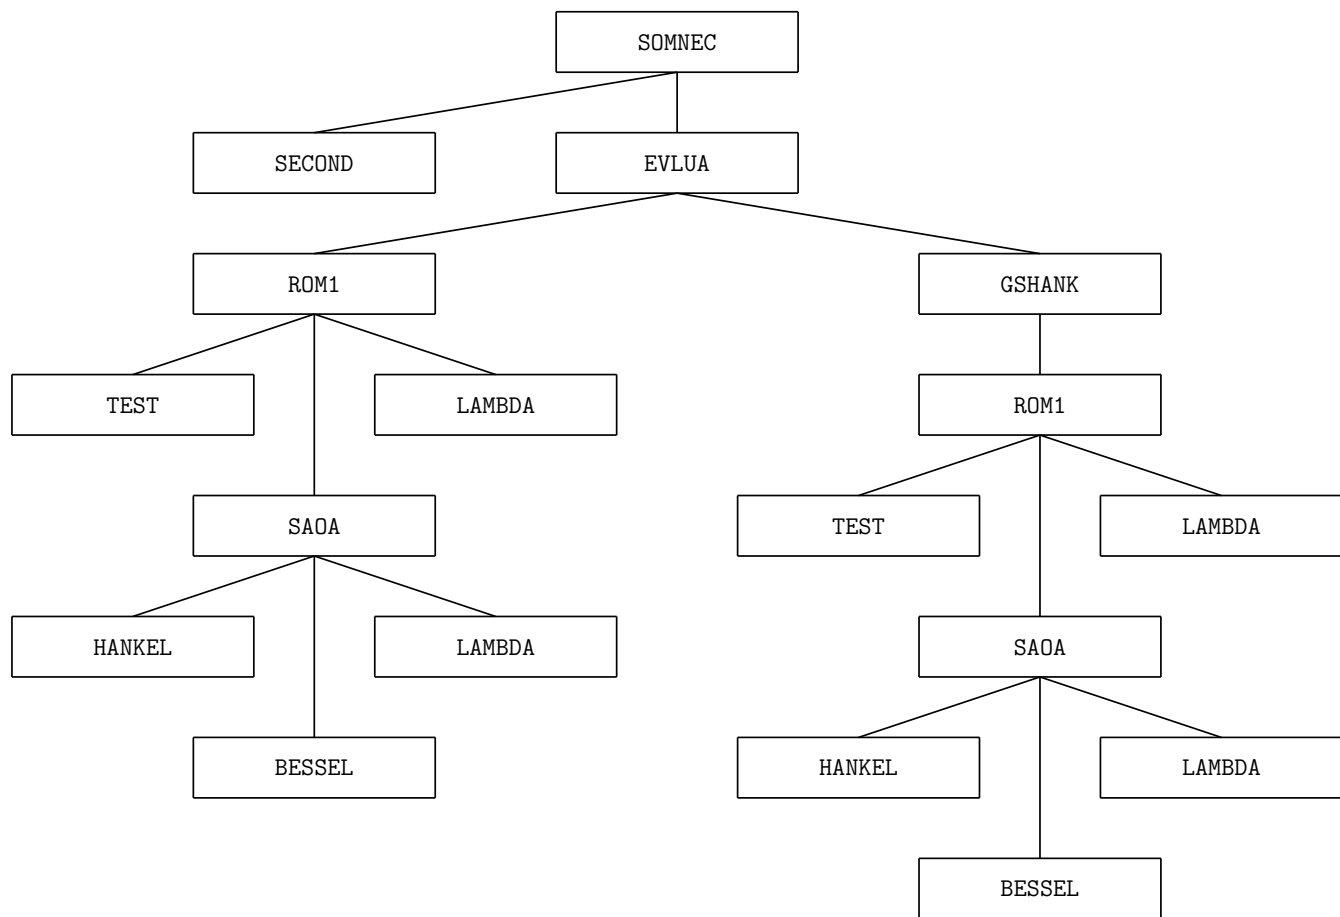 SOMNEC
SECOND
EVLUA
ROM1
GSHANK
TEST
LAMBDA
ROM1
SAOA
TEST
LAMBDA
HANKEL
LAMBDA
SAOA
BESSEL
HANKEL
LAMBDA
BESSEL